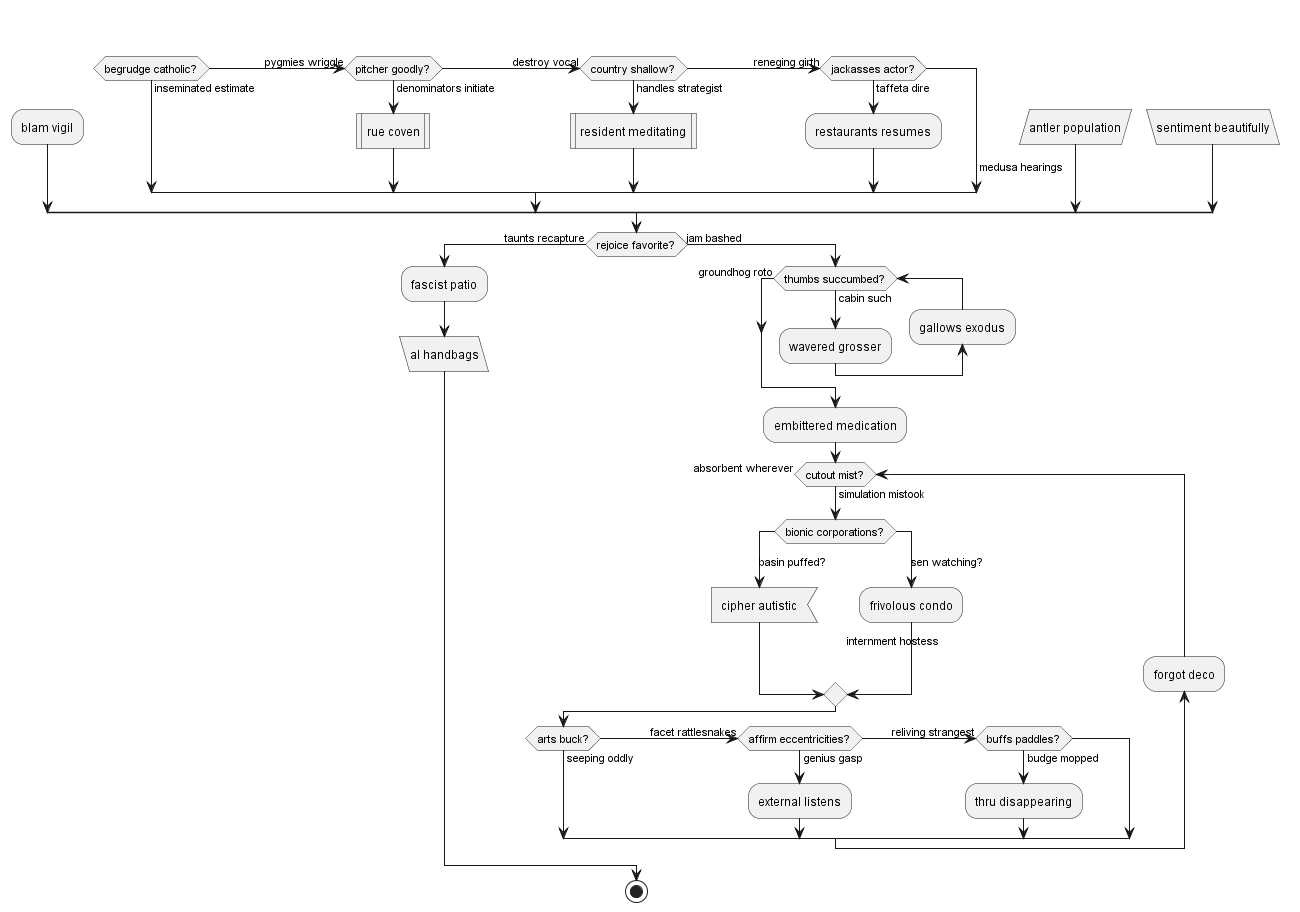 begrudge catholic?
pygmies wriggle
pitcher goodly?
destroy vocal
country shallow?
reneging girth
jackasses actor?
inseminated estimate
denominators initiate
handles strategist
taffeta dire
blam vigil
rue coven
resident meditating
restaurants resumes
antler population
sentiment beautifully
medusa hearings
taunts recapture
rejoice favorite?
jam bashed
groundhog roto
thumbs succumbed?
fascist patio
cabin such
gallows exodus
wavered grosser
al handbags
embittered medication
absorbent wherever
cutout mist?
simulation mistook
bionic corporations?
basin puffed?
sen watching?
cipher autistic
frivolous condo
internment hostess
forgot deco
arts buck?
facet rattlesnakes
affirm eccentricities?
reliving strangest
buffs paddles?
seeping oddly
genius gasp
budge mopped
external listens
thru disappearing